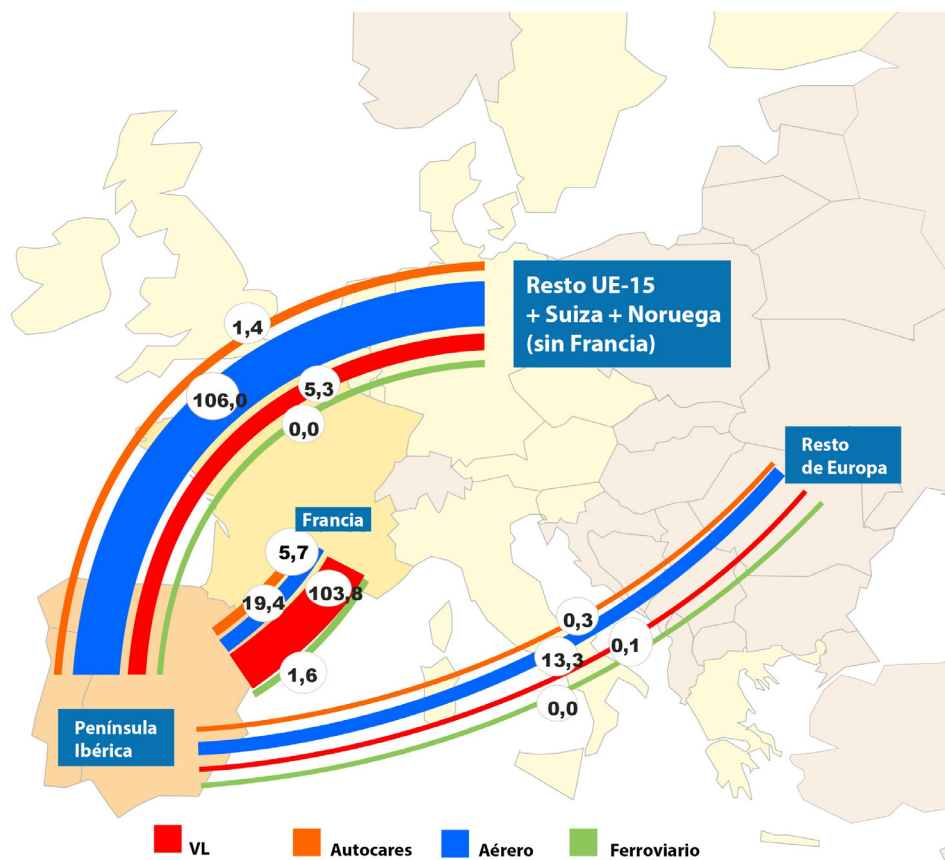 Resto UE-15
+ Suiza + Noruega
(sin Francia)
1,4
106,0
5,3
0,0
Resto
de Europa
Francia
5,7
19,4
103,8
1,6
0,3
13,3
0,1
0,0
Península
Ibérica
VL
Autocares
Aérero
Ferroviario